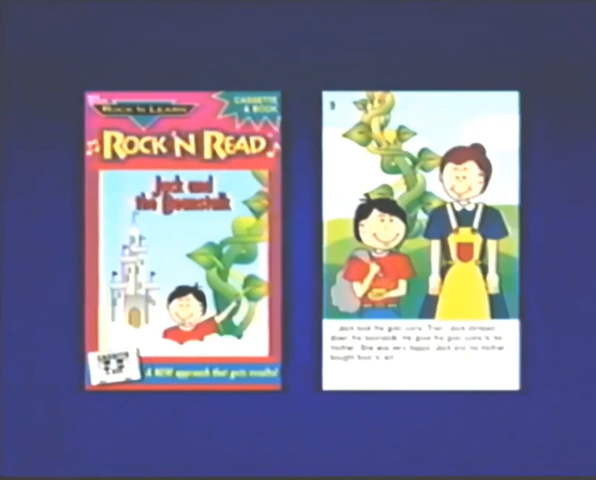 ROCK 'N LEARN
CASSETTE
& BOOK
ROCK 'N READ
Jack and
the Beanstalk
A NEW approach that gets results!
9
Jack took the gold coins. Then Jack climbed
down the beanstalk. He gave the gold coins to his
mother. She was very happy. Jack and his mother
bought food to eat.